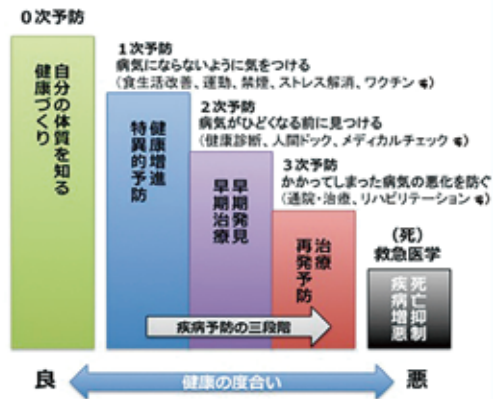 0次予防
自分の体質を知る
健康づくり
1次予防
病気にならないように気をつける
(食生活改善、運動、禁煙、ストレス解消、ワクチン等)
健康増進
特異的予防
2次予防
病気がひどくなる前に見つける
(健康診断、人間ドック、メディカルチェック等)
早期発見
早期治療
3次予防
かかってしまった病気の悪化を防ぐ
(通院・治療、リハビリテーション等)
治療
再発予防
(死)
救急医学
死亡抑制
疾病増悪
疾病予防の三段階
良
健康の度合い
悪